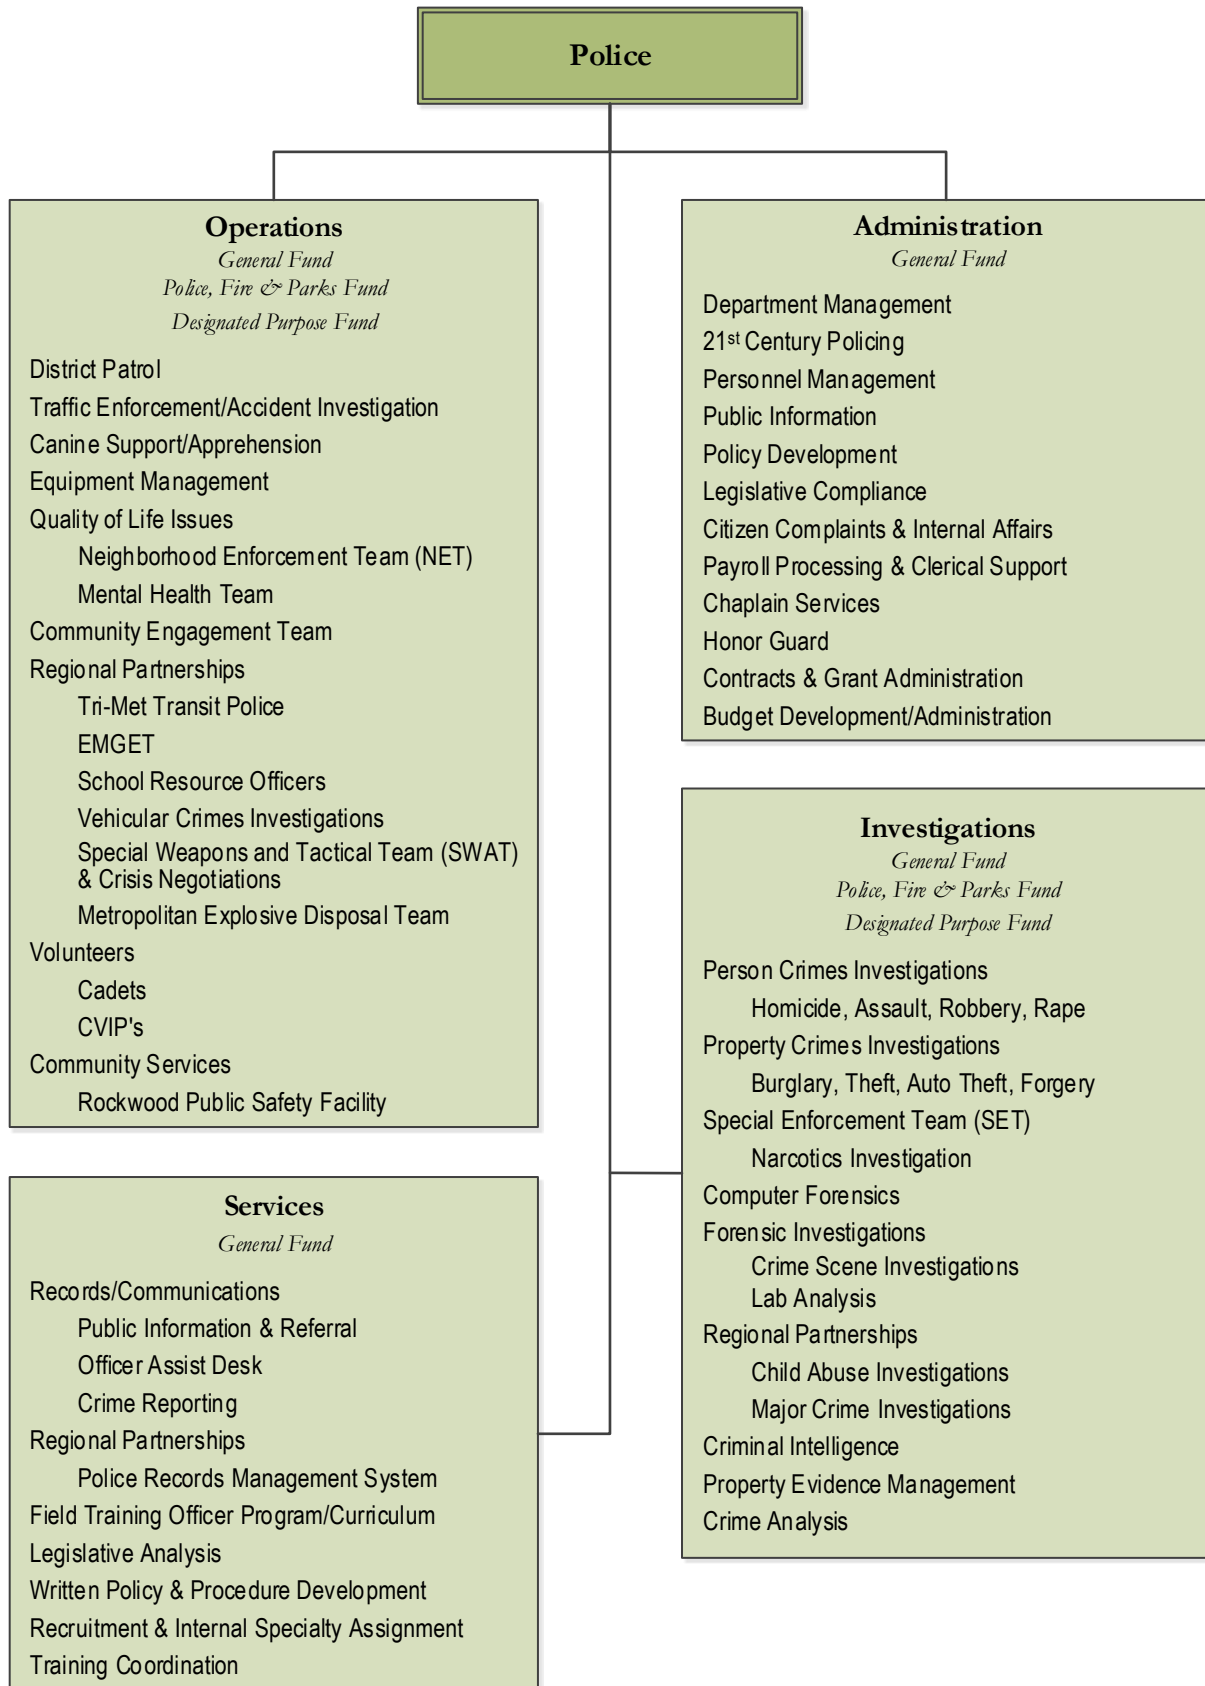 Police
Operations
General Fund
Police, Fire & Parks Fund
Designated Purpose Fund
District Patrol
Traffic Enforcement/Accident Investigation
Canine Support/Apprehension
Equipment Management
Quality of Life Issues
Neighborhood Enforcement Team (NET)
Mental Health Team
Community Engagement Team
Regional Partnerships
Tri-Met Transit Police
EMGET
School Resource Officers
Vehicular Crimes Investigations
Special Weapons and Tactical Team (SWAT)
& Crisis Negotiations
Metropolitan Explosive Disposal Team
Volunteers
Cadets
CVIP's
Community Services
Rockwood Public Safety Facility
Administration
General Fund
Department Management
21st Century Policing
Personnel Management
Public Information
Policy Development
Legislative Compliance
Citizen Complaints & Internal Affairs
Payroll Processing & Clerical Support
Chaplain Services
Honor Guard
Contracts & Grant Administration
Budget Development/Administration
Services
General Fund
Records/Communications
Public Information & Referral
Officer Assist Desk
Crime Reporting
Regional Partnerships
Police Records Management System
Field Training Officer Program/Curriculum
Legislative Analysis
Written Policy & Procedure Development
Recruitment & Internal Specialty Assignment
Training Coordination
Investigations
General Fund
Police, Fire & Parks Fund
Designated Purpose Fund
Person Crimes Investigations
Homicide, Assault, Robbery, Rape
Property Crimes Investigations
Burglary, Theft, Auto Theft, Forgery
Special Enforcement Team (SET)
Narcotics Investigation
Computer Forensics
Forensic Investigations
Crime Scene Investigations
Lab Analysis
Regional Partnerships
Child Abuse Investigations
Major Crime Investigations
Criminal Intelligence
Property Evidence Management
Crime Analysis